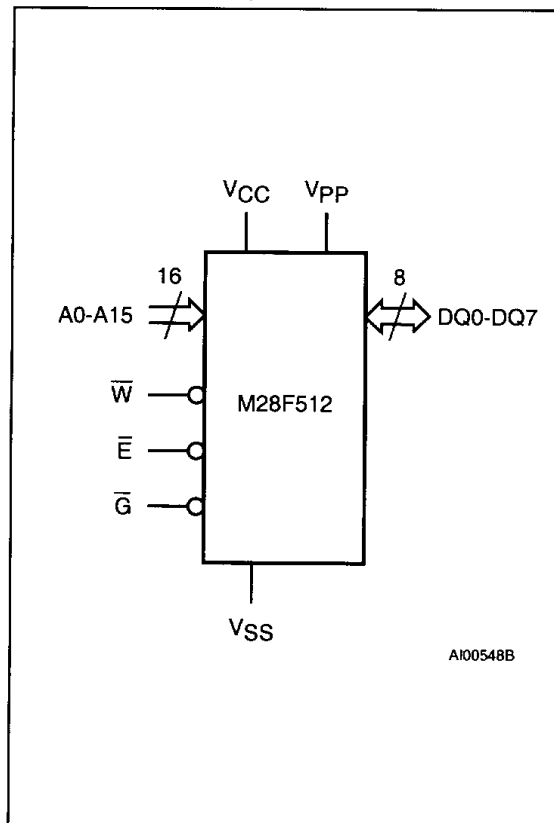 VCC VPP
16 8
A0-A15 DQ0-DQ7
W̅
M28F512
E̅
G̅
VSS
AI00548B